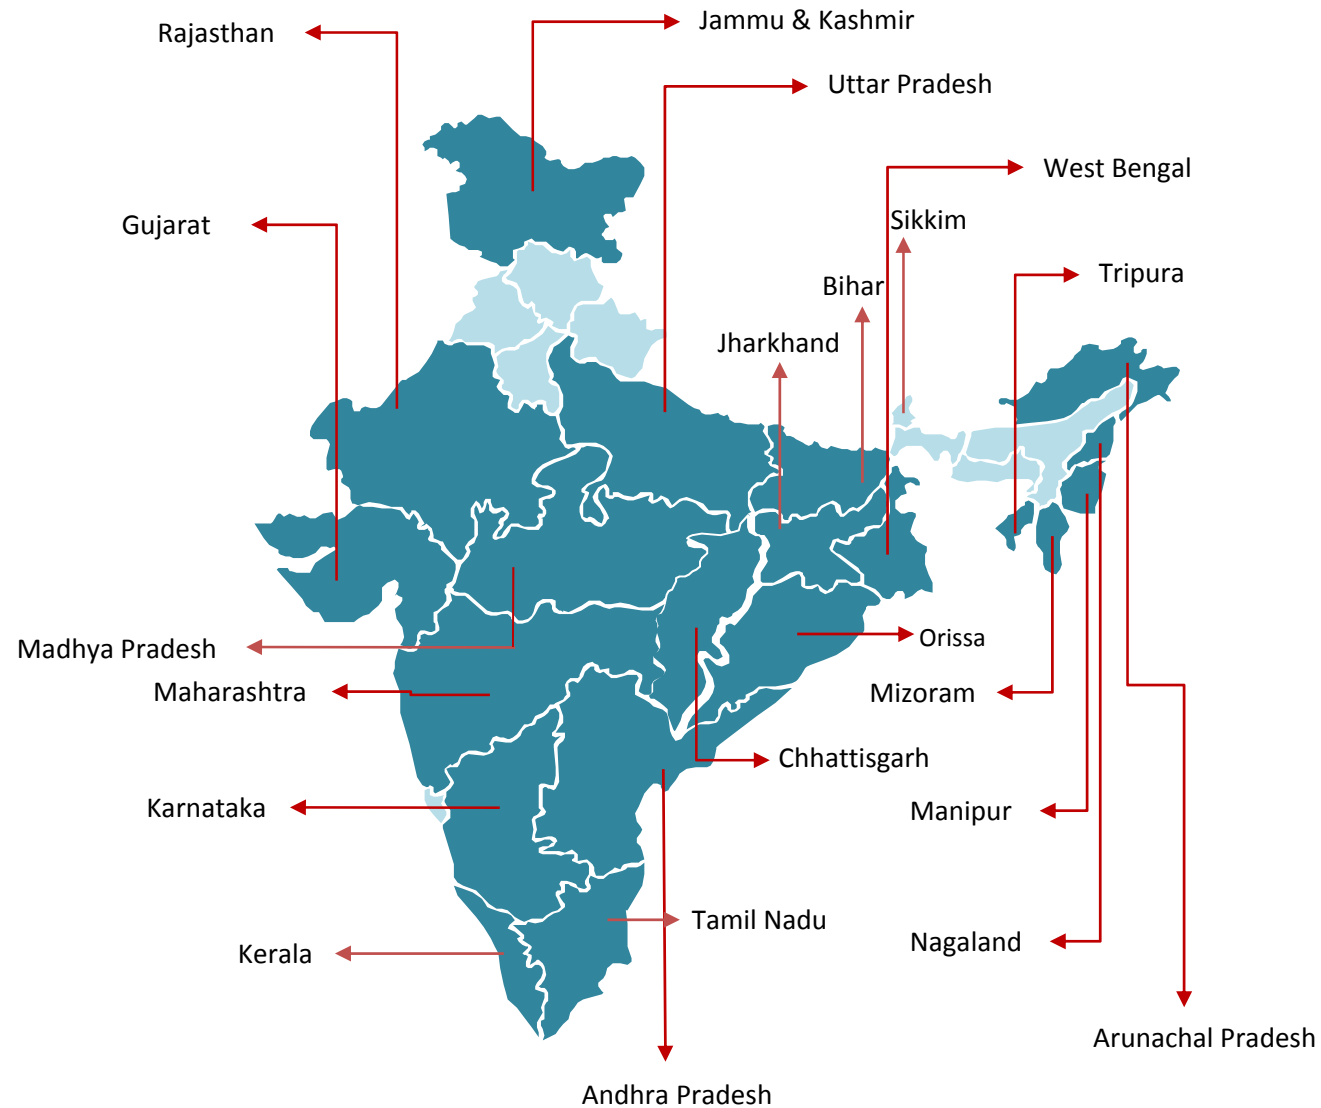 Jammu & Kashmir
Rajasthan
Uttar Pradesh
West Bengal
Sikkim
Gujarat
Tripura
Bihar
Jharkhand
Orissa
Madhya Pradesh
Maharashtra
Mizoram
Chhattisgarh
Karnataka
Manipur
Tamil Nadu
Nagaland
Kerala
Arunachal Pradesh
Andhra Pradesh